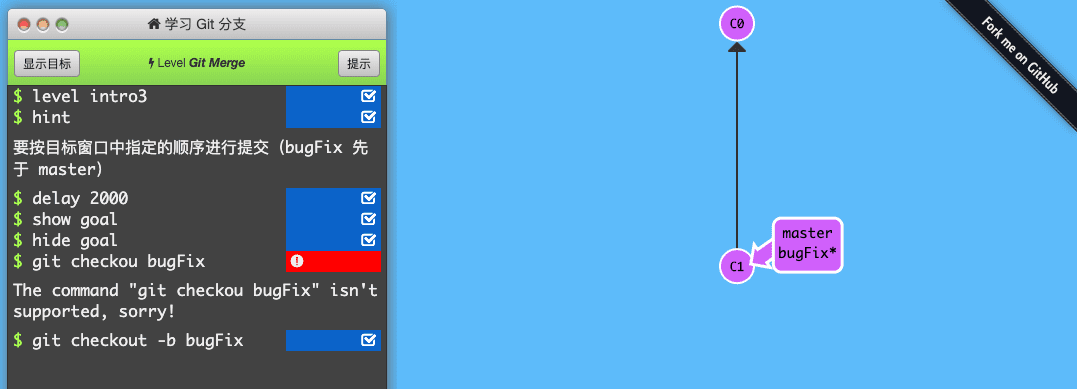 学习 Git 分支
显示目标
Level Git Merge
提示
$ level intro3
$ hint
要按目标窗口中指定的顺序进行提交（bugFix 先
于 master）
$ delay 2000
$ show goal
$ hide goal
$ git checkou bugFix
The command "git checkou bugFix" isn't
supported, sorry!
$ git checkout -b bugFix
C0
C1
master
bugFix*
Fork me on GitHub